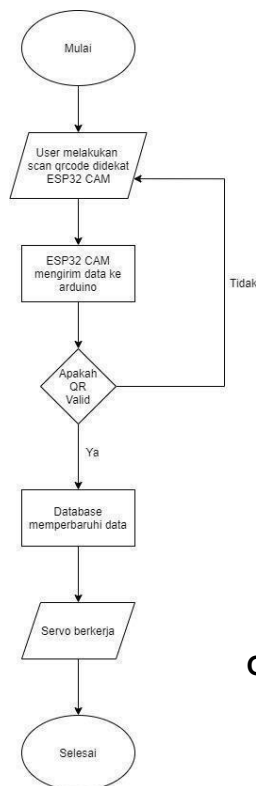 Mulai
User melakukan
scan qrcode didekat
ESP32 CAM
ESP32 CAM
mengirim data ke
arduino
Tidak
Apakah
QR
Valid
Ya
Database
memperbaruhi data
Servo berkerja
Selesai